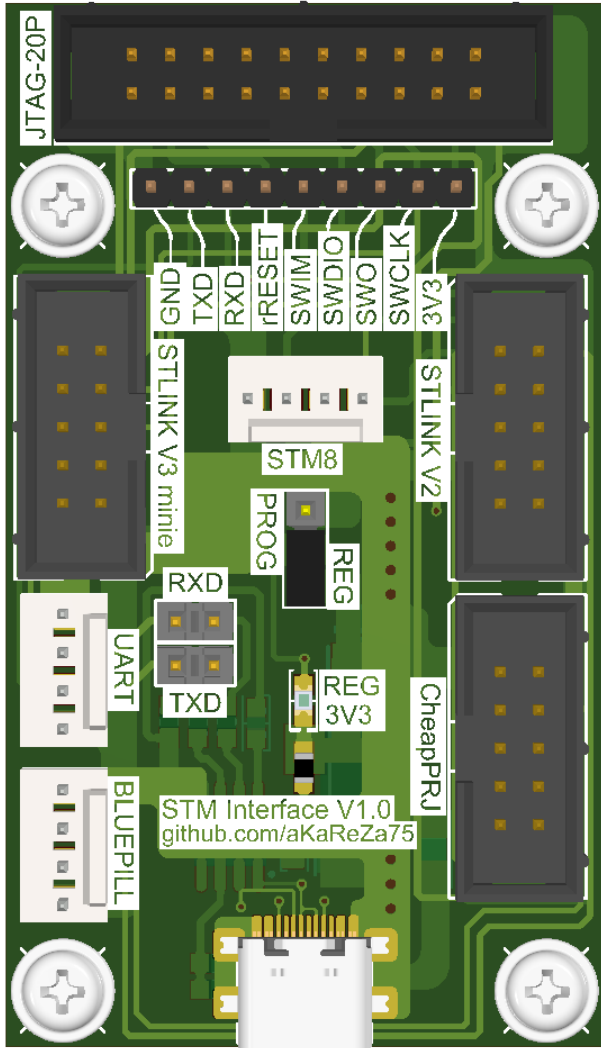 JTAG-20P
GND
TXD
RXD
rRESET
SWIM
SWDIO
SWO
SWCLK
3V3
STLINK V3 minie
STM8
STLINK V2
PROG
REG
RXD
TXD
UART
REG
3V3
CheapPRJ
BLUEPILL
STM Interface V1.0
github.com/aKaReZa75